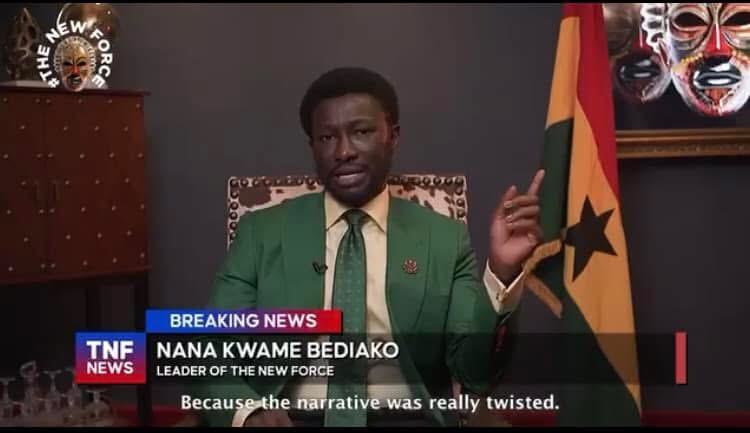 #THE NEW FORCE
BREAKING NEWS
TNF
NEWS
NANA KWAME BEDIAKO
LEADER OF THE NEW FORCE
Because the narrative was really twisted.